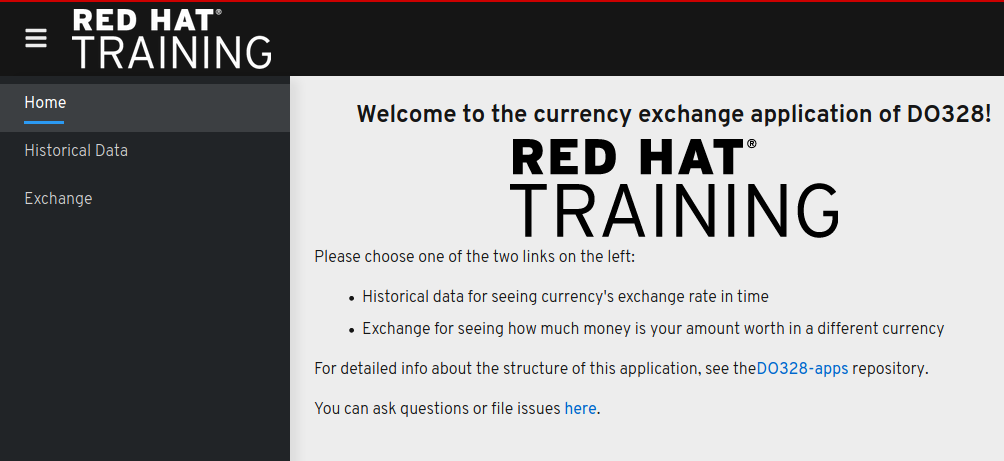 RED HAT®
TRAINING
Home
Historical Data
Exchange
Welcome to the currency exchange application of DO328!
RED HAT®
TRAINING
Please choose one of the two links on the left:
• Historical data for seeing currency's exchange rate in time
• Exchange for seeing how much money is your amount worth in a different currency
For detailed info about the structure of this application, see theDO328-apps repository.
You can ask questions or file issues here.